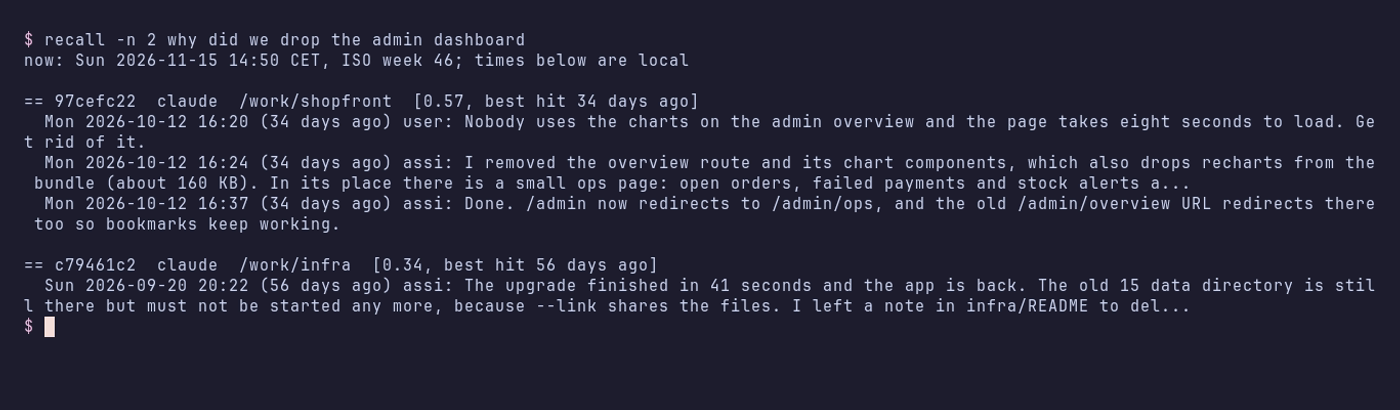 $ recall -n 2 why did we drop the admin dashboard
now: Sun 2026-11-15 14:50 CET, ISO week 46; times below are local

== 97cefc22  claude  /work/shopfront  [0.57, best hit 34 days ago]
  Mon 2026-10-12 16:20 (34 days ago) user: Nobody uses the charts on the admin overview and the page takes eight seconds to load. Ge
t rid of it.
  Mon 2026-10-12 16:24 (34 days ago) assi: I removed the overview route and its chart components, which also drops recharts from the
 bundle (about 160 KB). In its place there is a small ops page: open orders, failed payments and stock alerts a...
  Mon 2026-10-12 16:37 (34 days ago) assi: Done. /admin now redirects to /admin/ops, and the old /admin/overview URL redirects there
 too so bookmarks keep working.

== c79461c2  claude  /work/infra  [0.34, best hit 56 days ago]
  Sun 2026-09-20 20:22 (56 days ago) assi: The upgrade finished in 41 seconds and the app is back. The old 15 data directory is stil
l there but must not be started any more, because --link shares the files. I left a note in infra/README to del...
$